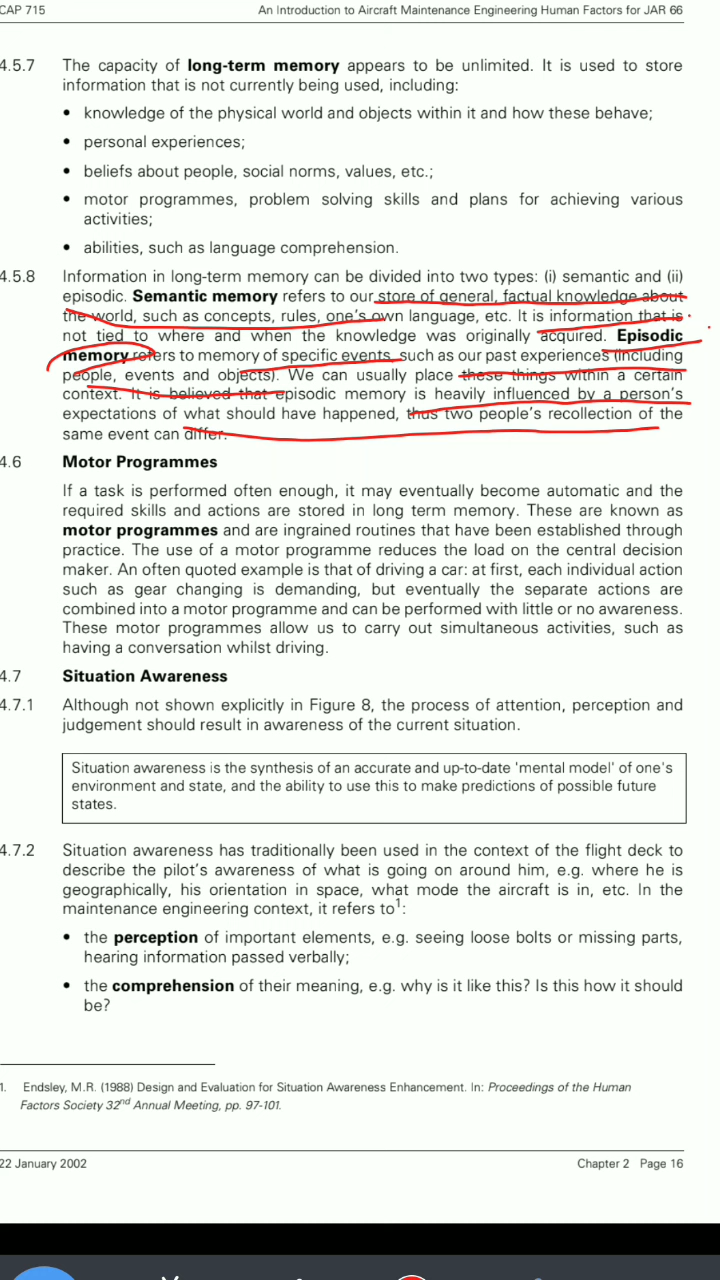 CAP 715 An Introduction to Aircraft Maintenance Engineering Human Factors for JAR 66
4.5.7 The capacity of long-term memory appears to be unlimited. It is used to store
information that is not currently being used, including:
• knowledge of the physical world and objects within it and how these behave;
• personal experiences;
• beliefs about people, social norms, values, etc.;
• motor programmes, problem solving skills and plans for achieving various
activities;
• abilities, such as language comprehension.
4.5.8 Information in long-term memory can be divided into two types: (i) semantic and (ii)
episodic. Semantic memory refers to our store of general, factual knowledge about
the world, such as concepts, rules, one's own language, etc. It is information that is
not tied to where and when the knowledge was originally acquired. Episodic
memory refers to memory of specific events, such as our past experiences (including
people, events and objects). We can usually place these things within a certain
context. It is believed that episodic memory is heavily influenced by a person's
expectations of what should have happened, thus two people's recollection of the
same event can differ.
4.6 Motor Programmes
If a task is performed often enough, it may eventually become automatic and the
required skills and actions are stored in long term memory. These are known as
motor programmes and are ingrained routines that have been established through
practice. The use of a motor programme reduces the load on the central decision
maker. An often quoted example is that of driving a car: at first, each individual action
such as gear changing is demanding, but eventually the separate actions are
combined into a motor programme and can be performed with little or no awareness.
These motor programmes allow us to carry out simultaneous activities, such as
having a conversation whilst driving.
4.7 Situation Awareness
4.7.1 Although not shown explicitly in Figure 8, the process of attention, perception and
judgement should result in awareness of the current situation.
Situation awareness is the synthesis of an accurate and up-to-date 'mental model' of one's
environment and state, and the ability to use this to make predictions of possible future
states.
4.7.2 Situation awareness has traditionally been used in the context of the flight deck to
describe the pilot's awareness of what is going on around him, e.g. where he is
geographically, his orientation in space, what mode the aircraft is in, etc. In the
maintenance engineering context, it refers to1:
• the perception of important elements, e.g. seeing loose bolts or missing parts,
hearing information passed verbally;
• the comprehension of their meaning, e.g. why is it like this? Is this how it should
be?
1. Endsley, M.R. (1988) Design and Evaluation for Situation Awareness Enhancement. In: Proceedings of the Human
Factors Society 32nd Annual Meeting, pp. 97-101.
22 January 2002 Chapter 2 Page 16